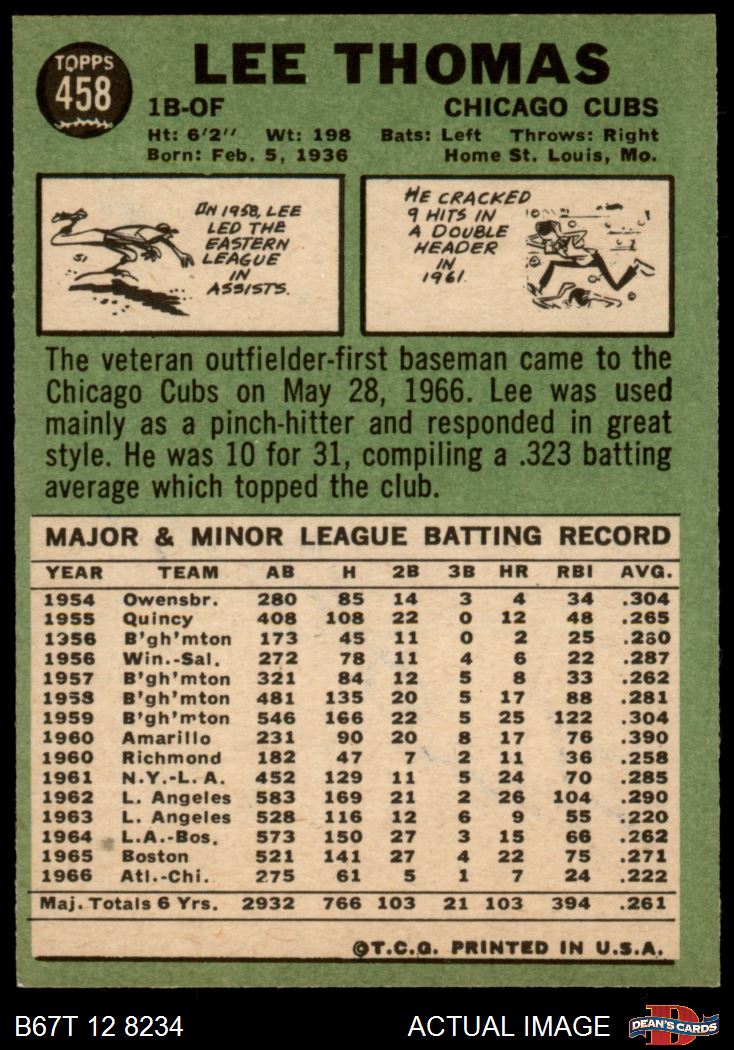 TOPPS
458
LEE THOMAS
1B-OF CHICAGO CUBS
Ht: 6'2" Wt: 198 Bats: Left Throws: Right
Born: Feb. 5, 1936 Home St. Louis, Mo.
IN 1958, LEE
LED THE
EASTERN
LEAGUE
IN
ASSISTS.
HE CRACKED
9 HITS IN
A DOUBLE
HEADER
IN
1961.
The veteran outfielder-first baseman came to the
Chicago Cubs on May 28, 1966. Lee was used
mainly as a pinch-hitter and responded in great
style. He was 10 for 31, compiling a .323 batting
average which topped the club.
MAJOR & MINOR LEAGUE BATTING RECORD
YEAR TEAM AB H 2B 3B HR RBI AVG.
1954 Owensbr. 280 85 14 3 4 34 .304
1955 Quincy 408 108 22 0 12 48 .265
1956 B'gh'mton 173 45 11 0 2 25 .260
1956 Win.-Sal. 272 78 11 4 6 22 .287
1957 B'gh'mton 321 84 12 5 8 33 .262
1958 B'gh'mton 481 135 20 5 17 88 .281
1959 B'gh'mton 546 166 22 5 25 122 .304
1960 Amarillo 231 90 20 8 17 76 .390
1960 Richmond 182 47 7 2 11 36 .258
1961 N.Y.-L.A. 452 129 11 5 24 70 .285
1962 L. Angeles 583 169 21 2 26 104 .290
1963 L. Angeles 528 116 12 6 9 55 .220
1964 L.A.-Bos. 573 150 27 3 15 66 .262
1965 Boston 521 141 27 4 22 75 .271
1966 Atl.-Chi. 275 61 5 1 7 24 .222
Maj. Totals 6 Yrs. 2932 766 103 21 103 394 .261
©T.C.G. PRINTED IN U.S.A.
B67T 12 8234 ACTUAL IMAGE DEAN'S CARDS